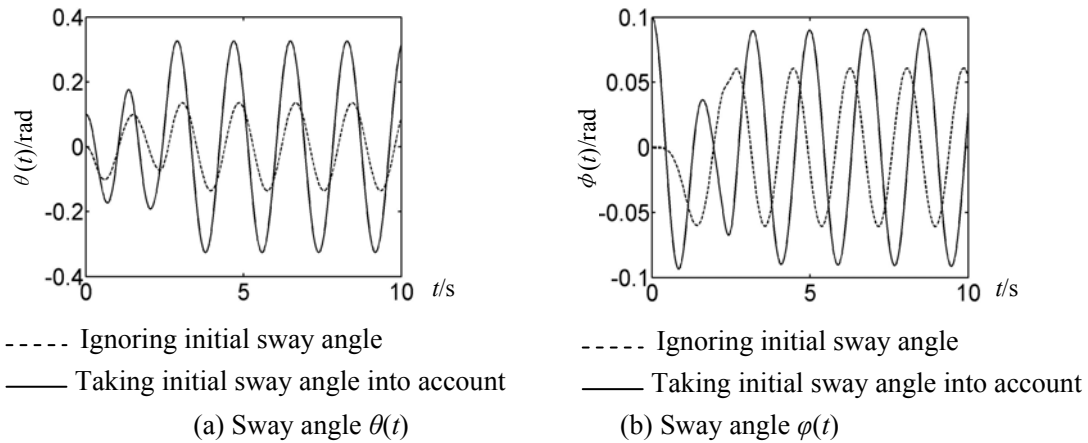 0.4
0.2
0
-0.2
-0.4
θ(t)/rad
0
5
10
t/s
0.1
0.05
0
-0.05
-0.1
ϕ(t)/rad
0
5
10
t/s
Ignoring initial sway angle
Taking initial sway angle into account
(a) Sway angle θ(t)
Ignoring initial sway angle
Taking initial sway angle into account
(b) Sway angle φ(t)